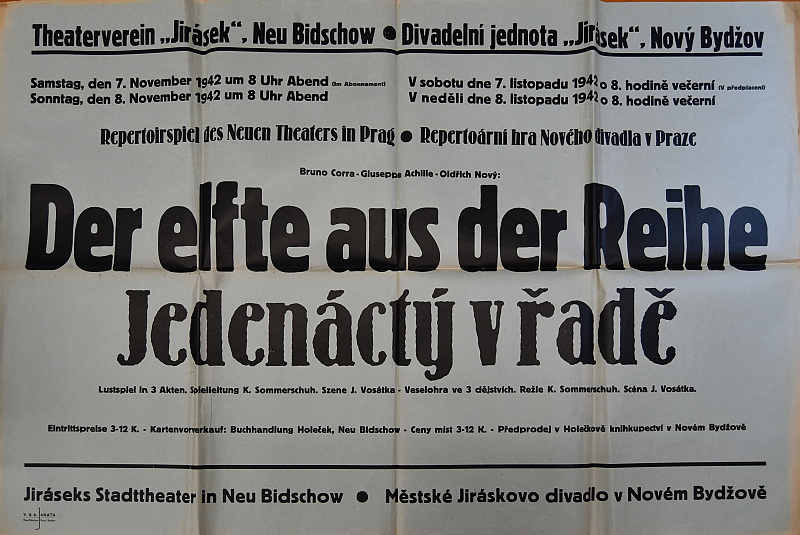 Theaterverein „Jirásek“, Neu Bidschow ● Divadelní jednota „Jirásek“, Nový Bydžov
Samstag, den 7. November 1942 um 8 Uhr Abend (Im Abonnement)
Sonntag, den 8. November 1942 um 8 Uhr Abend
V sobotu dne 7. listopadu 1942 o 8. hodině večerní (V předplacení)
V neděli dne 8. listopadu 1942 o 8. hodině večerní
Repertoirspiel des Neuen Theaters in Prag ● Repertoární hra Nového divadla v Praze
Bruno Corra - Giuseppe Achille - Oldřich Nový:
Der elfte aus der Reihe
Jedenáctý v řadě
Lustspiel in 3 Akten. Spielleitung K. Sommerschuh. Szene J. Vosátka - Veselohra ve 3 dějstvích. Režie K. Sommerschuh. Scéna J. Vosátka.
Eintrittspreise 3-12 K. - Kartenvorverkauf: Buchhandlung Holeček, Neu Bidschow - Ceny míst 3-12 K. - Předprodej v Holečkově knihkupectví v Novém Bydžově
Jiráseks Stadttheater in Neu Bidschow ● Městské Jiráskovo divadlo v Novém Bydžově
V. & A. JANATA
Neu-Bidschow Nový Bydžov